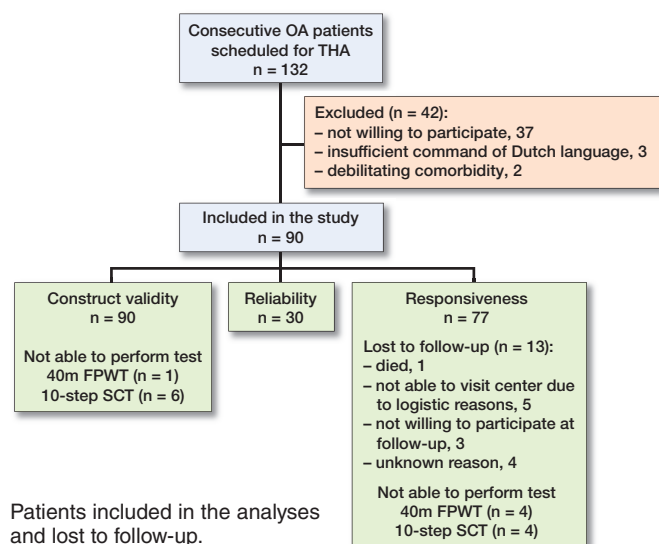 Consecutive OA patients
scheduled for THA
n = 132
Excluded (n = 42):
– not willing to participate, 37
– insufficient command of Dutch language, 3
– debilitating comorbidity, 2
Included in the study
n = 90
Construct validity
n = 90
Not able to perform test
40m FPWT (n = 1)
10-step SCT (n = 6)
Reliability
n = 30
Responsiveness
n = 77
Lost to follow-up (n = 13):
– died, 1
– not able to visit center due
to logistic reasons, 5
– not willing to participate at
follow-up, 3
– unknown reason, 4
Not able to perform test
40m FPWT (n = 4)
10-step SCT (n = 4)
Patients included in the analyses
and lost to follow-up.